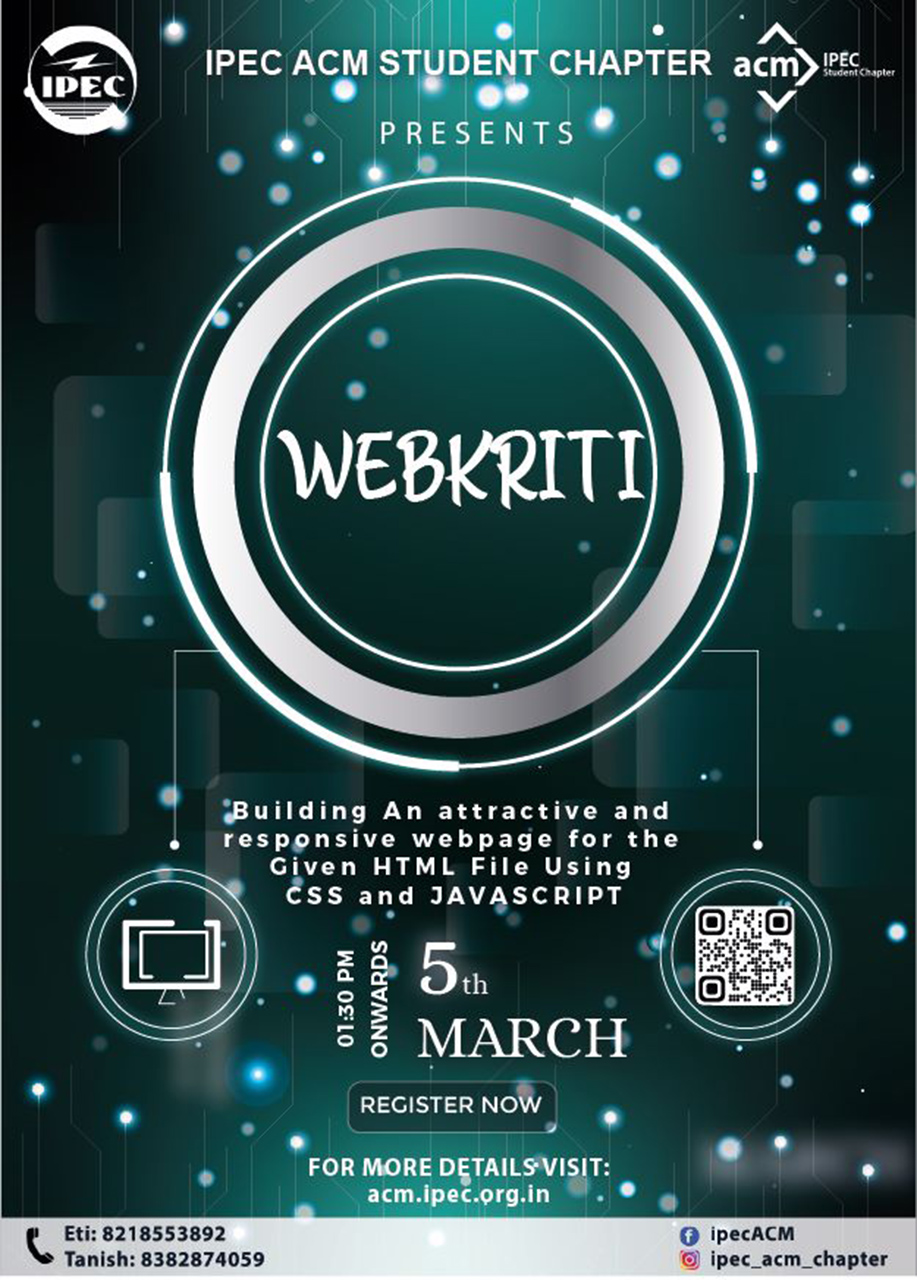 IPEC
IPEC ACM STUDENT CHAPTER
acm
IPEC
Student Chapter
PRESENTS
WEBKRITI
Building An attractive and
responsive webpage for the
Given HTML File Using
CSS and JAVASCRIPT
01:30 PM
ONWARDS
5th
MARCH
REGISTER NOW
FOR MORE DETAILS VISIT:
acm.ipec.org.in
Eti: 8218553892
Tanish: 8382874059
ipecACM
ipec_acm_chapter